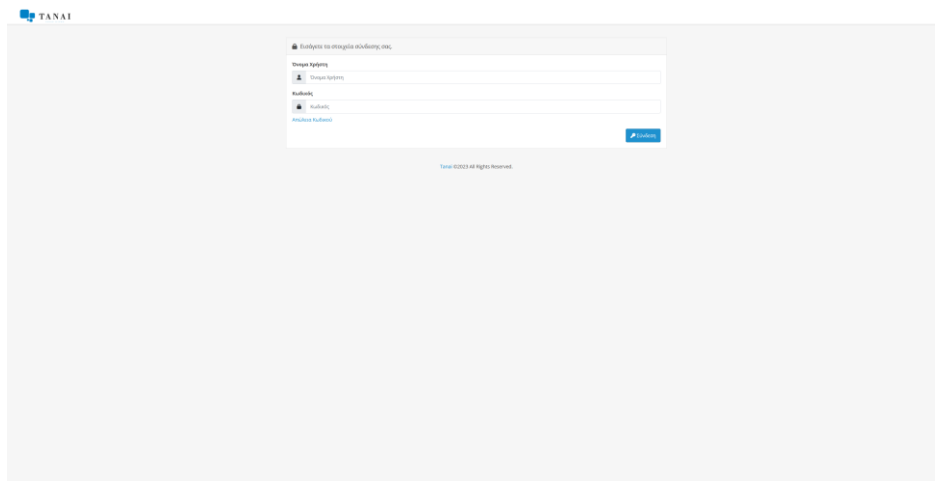 TANAI
Εισάγετε τα στοιχεία σύνδεσης σας.
Όνομα Χρήστη
Όνομα Χρήστη
Κωδικός
Κωδικός
Απώλεια Κωδικού
Σύνδεση
Tanai ©2023 All Rights Reserved.